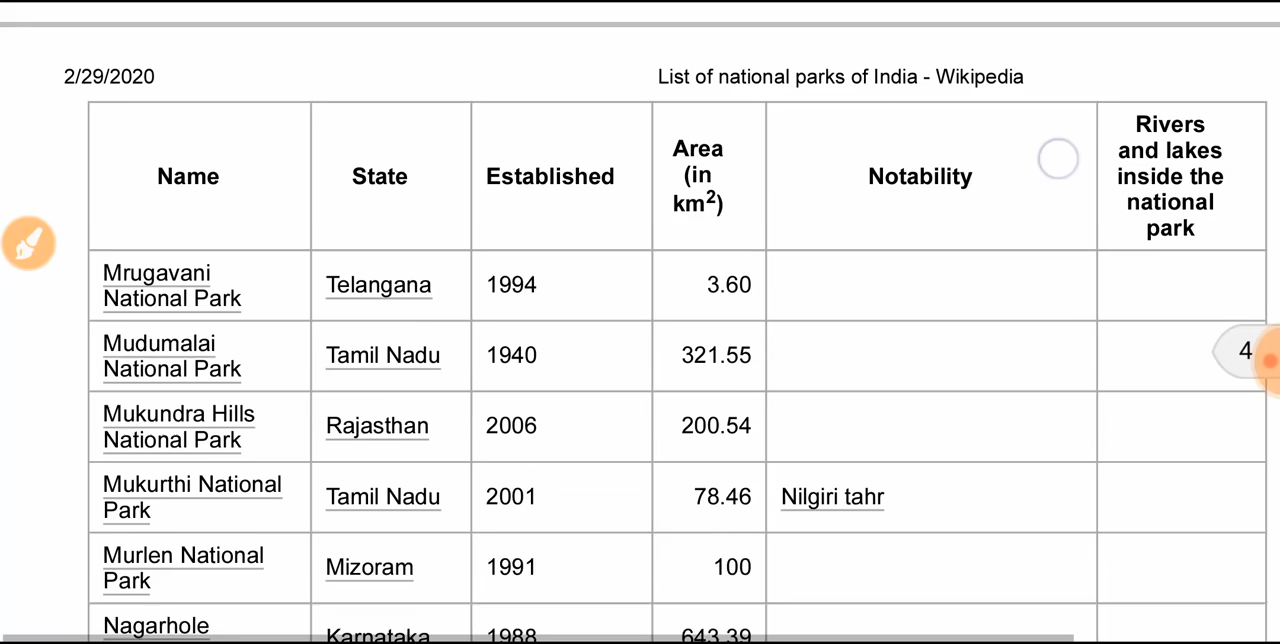 2/29/2020 List of national parks of India - Wikipedia
Name State Established Area (in km²) Notability Rivers and lakes inside the national park
Mrugavani National Park Telangana 1994 3.60
Mudumalai National Park Tamil Nadu 1940 321.55
4
Mukundra Hills National Park Rajasthan 2006 200.54
Mukurthi National Park Tamil Nadu 2001 78.46 Nilgiri tahr
Murlen National Park Mizoram 1991 100
Nagarhole Karnataka 1988 643.39